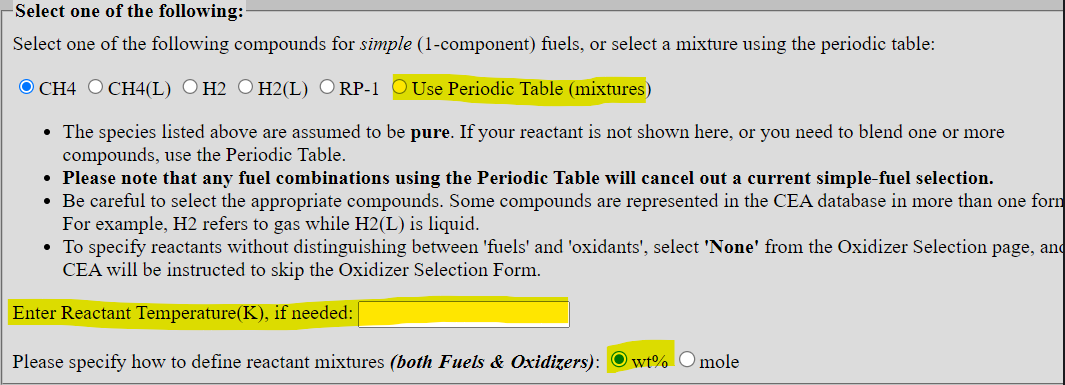 Select one of the following:
Select one of the following compounds for simple (1-component) fuels, or select a mixture using the periodic table:
CH4 CH4(L) H2 H2(L) RP-1 Use Periodic Table (mixtures)
• The species listed above are assumed to be pure. If your reactant is not shown here, or you need to blend one or more
compounds, use the Periodic Table.
• Please note that any fuel combinations using the Periodic Table will cancel out a current simple-fuel selection.
• Be careful to select the appropriate compounds. Some compounds are represented in the CEA database in more than one
For example, H2 refers to gas while H2(L) is liquid.
• To specify reactants without distinguishing between 'fuels' and 'oxidants', select 'None' from the Oxidizer Selection page,
CEA will be instructed to skip the Oxidizer Selection Form.
Enter Reactant Temperature(K), if needed:
Please specify how to define reactant mixtures (both Fuels & Oxidizers): wt% mole